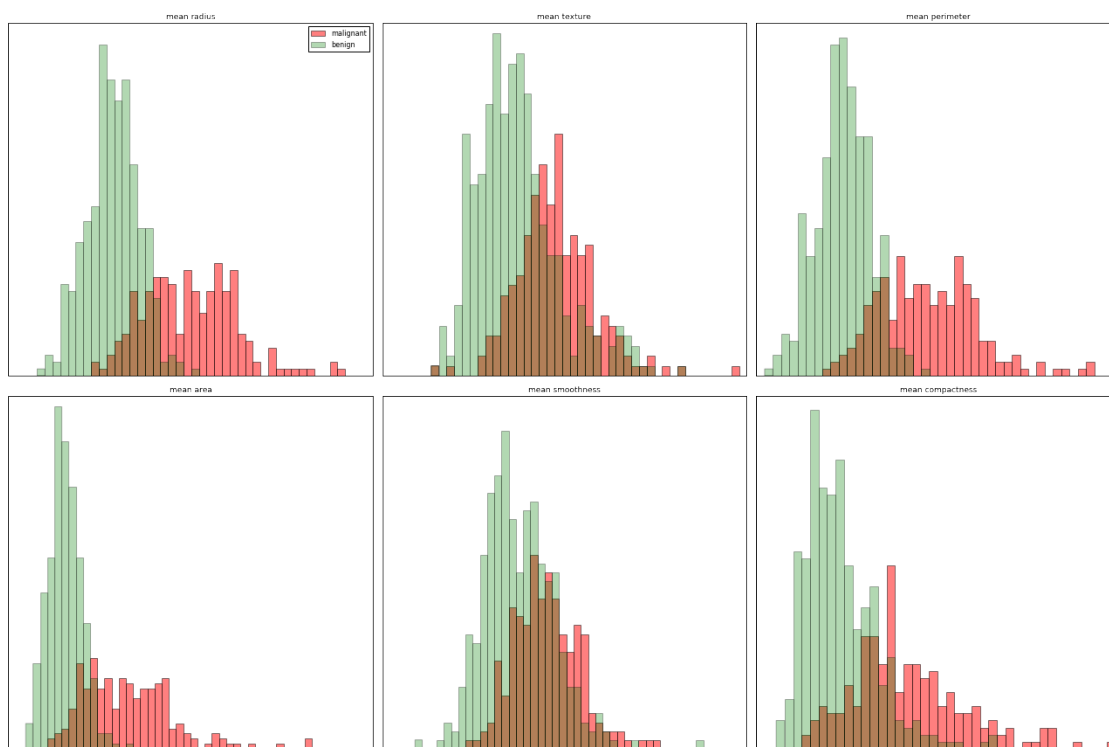 mean radius
malignant
benign
mean texture
mean perimeter
mean area
mean smoothness
mean compactness